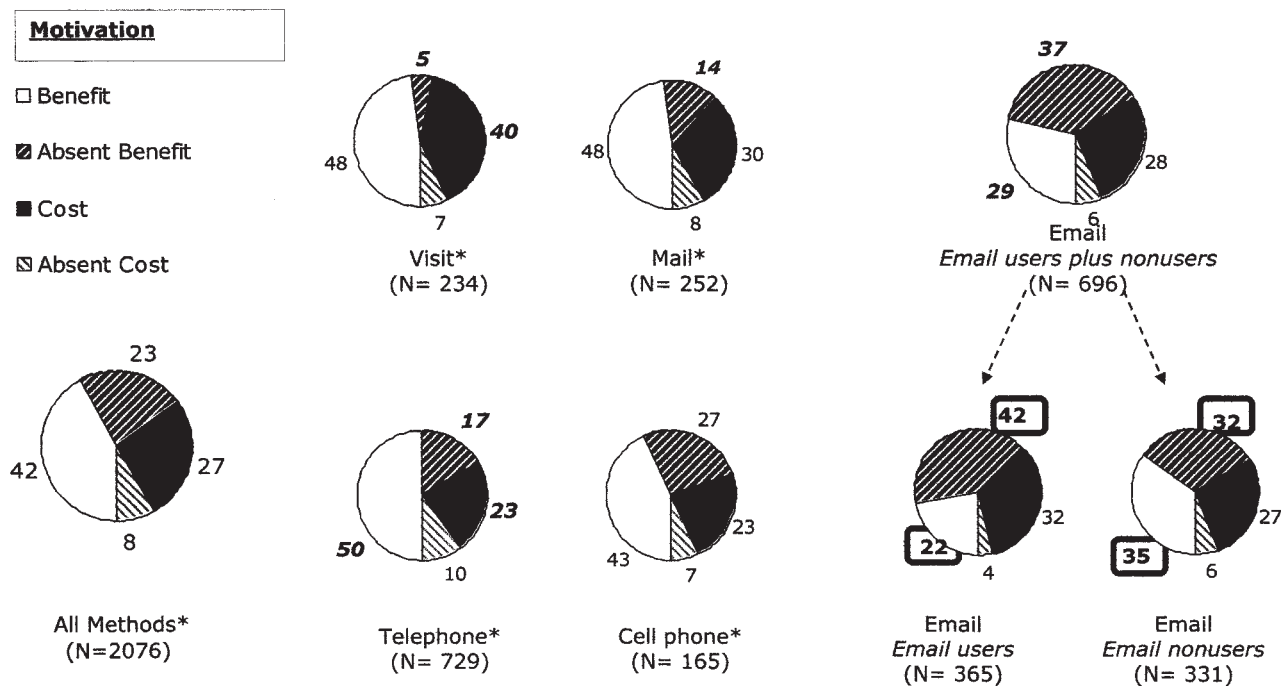 Motivation
Benefit
Absent Benefit
Cost
Absent Cost
5
40
48
7
Visit*
(N= 234)
14
48
30
8
Mail*
(N= 252)
37
28
29
6
Email
Email users plus nonusers
(N= 696)
23
42
27
8
All Methods*
(N=2076)
17
23
50
10
Telephone*
(N= 729)
27
23
43
7
Cell phone*
(N= 165)
42
32
22
4
Email
Email users
(N= 365)
32
27
35
6
Email
Email nonusers
(N= 331)